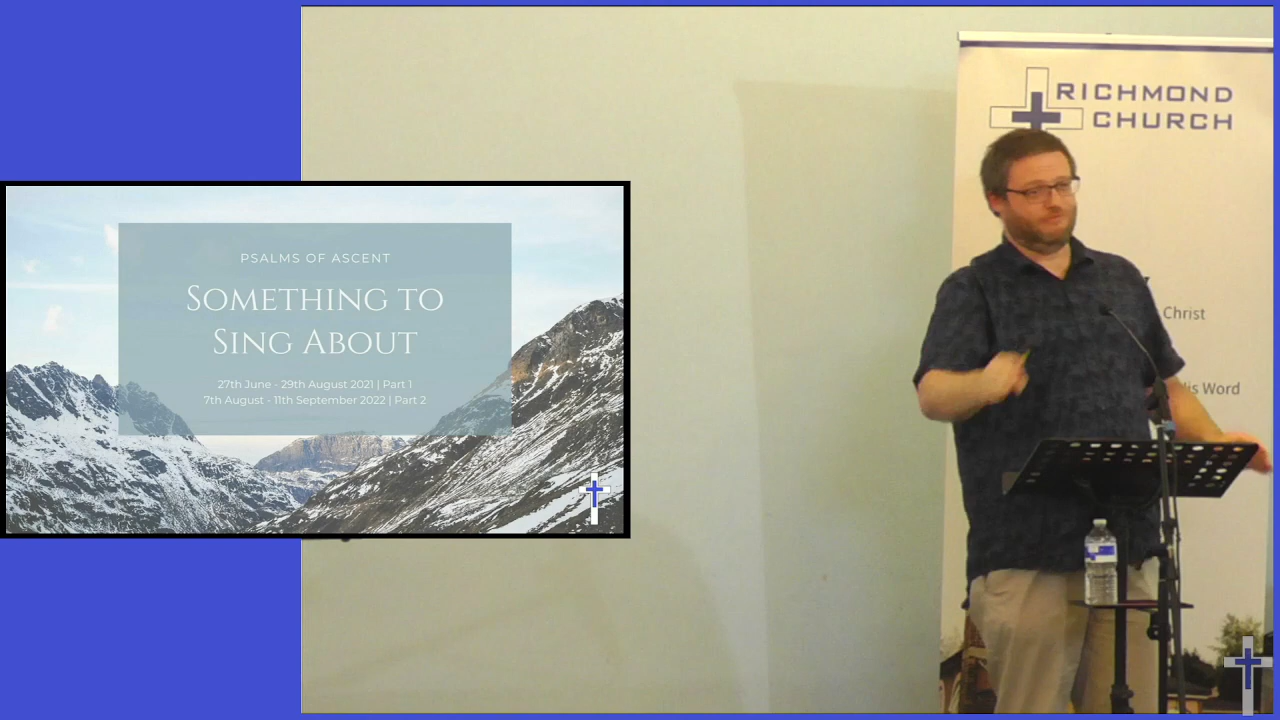 PSALMS OF ASCENT
SOMETHING TO
SING ABOUT
27th June - 29th August 2021 | Part 1
7th August - 11th September 2022 | Part 2
RICHMOND
CHURCH
Christ
His Word